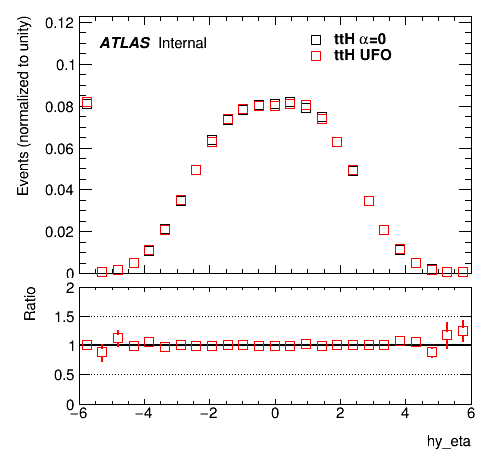 ATLAS Internal
ttH α=0
ttH UFO
Events (normalized to unity)
0.12
0.1
0.08
0.06
0.04
0.02
0
Ratio
2
1.5
1
0.5
0
−6 −4 −2 0 2 4 6
hy_eta